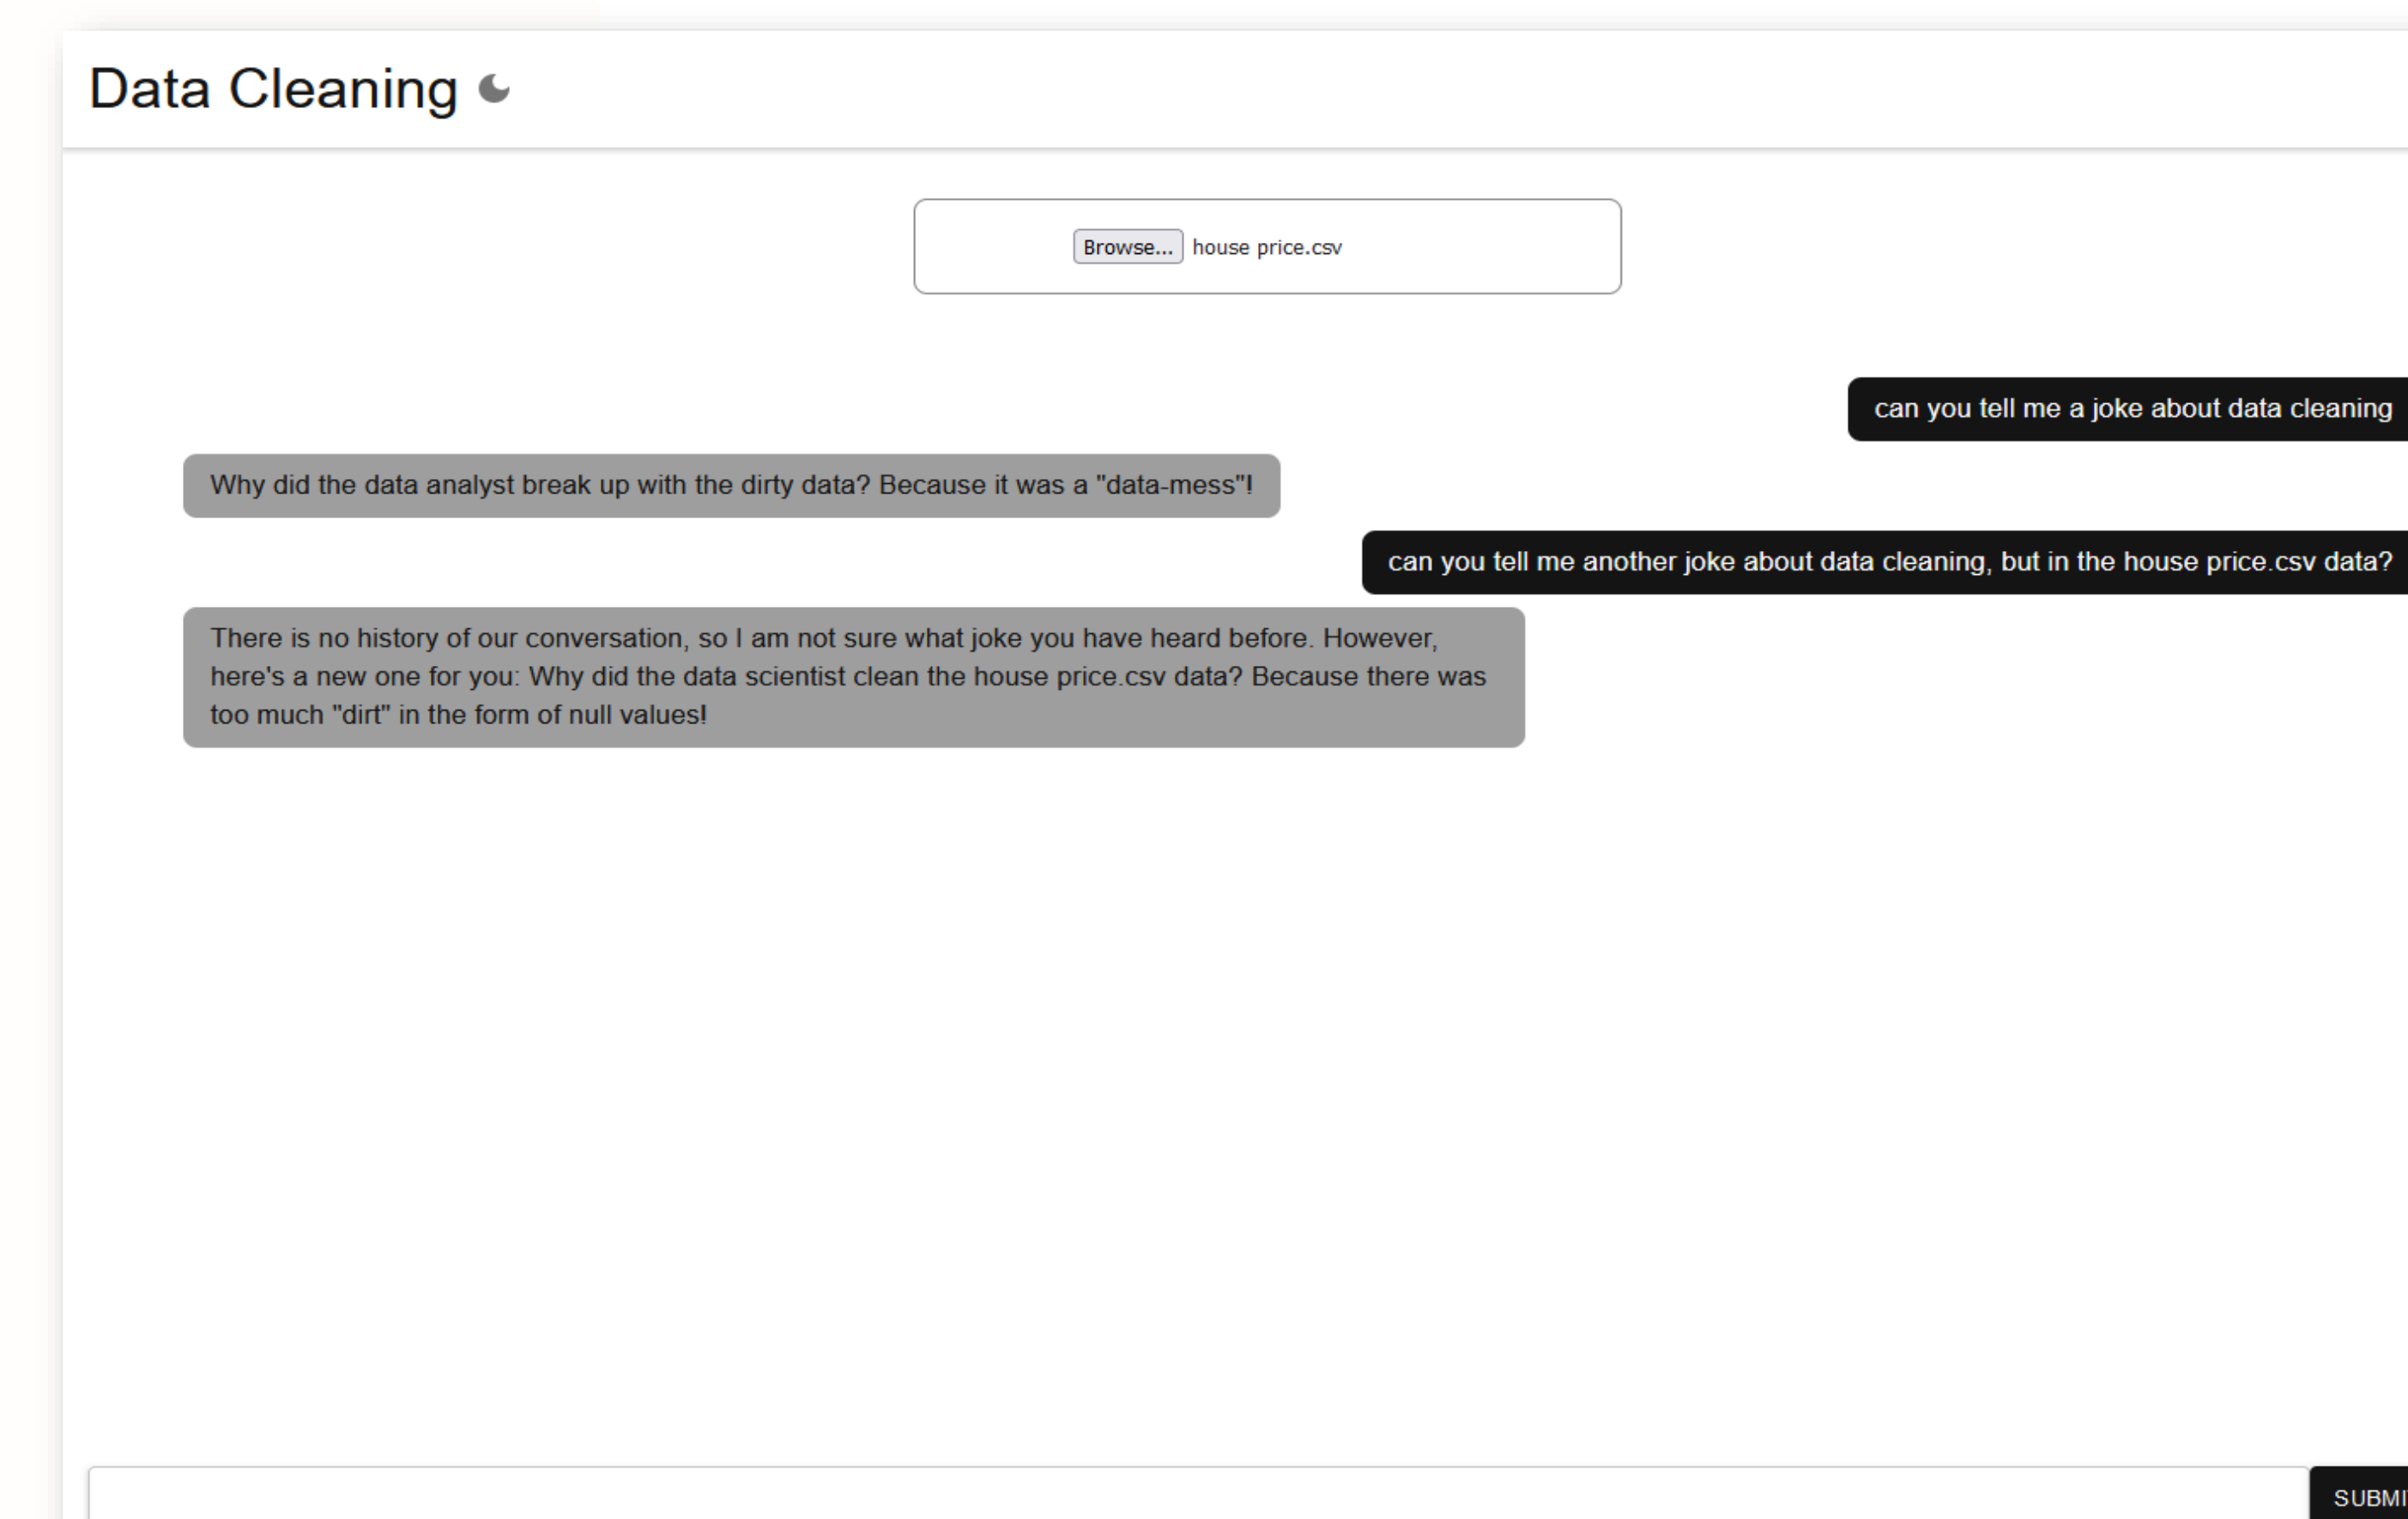 Data Cleaning
Browse... house price.csv
can you tell me a joke about data cleaning
Why did the data analyst break up with the dirty data? Because it was a "data-mess"!
can you tell me another joke about data cleaning, but in the house price.csv data?
There is no history of our conversation, so I am not sure what joke you have heard before. However,
here's a new one for you: Why did the data scientist clean the house price.csv data? Because there was
too much "dirt" in the form of null values!
SUBMI